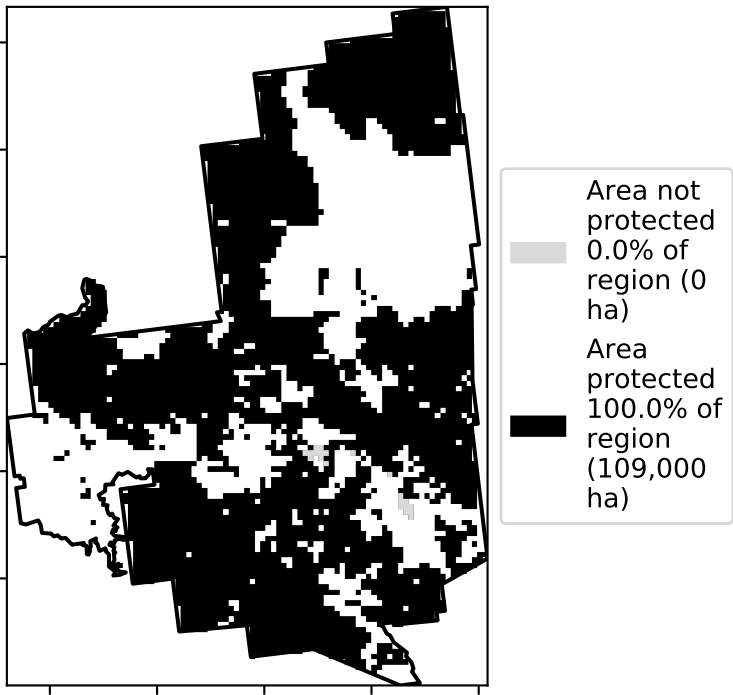 Area not
protected
0.0% of
region (0
ha)
Area
protected
100.0% of
region
(109,000
ha)